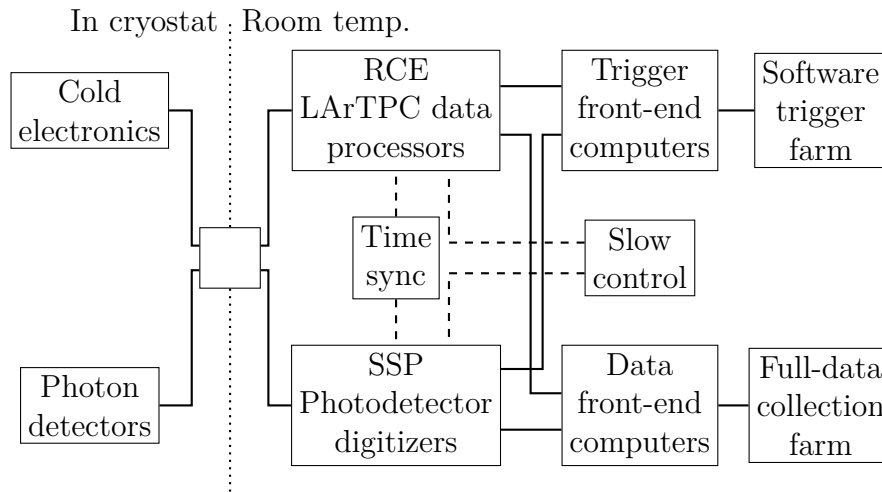 In cryostat
Room temp.
Cold
electronics
RCE
LArTPC data
processors
Trigger
front-end
computers
Software
trigger
farm
Time
sync
Slow
control
Photon
detectors
SSP
Photodetector
digitizers
Data
front-end
computers
Full-data
collection
farm